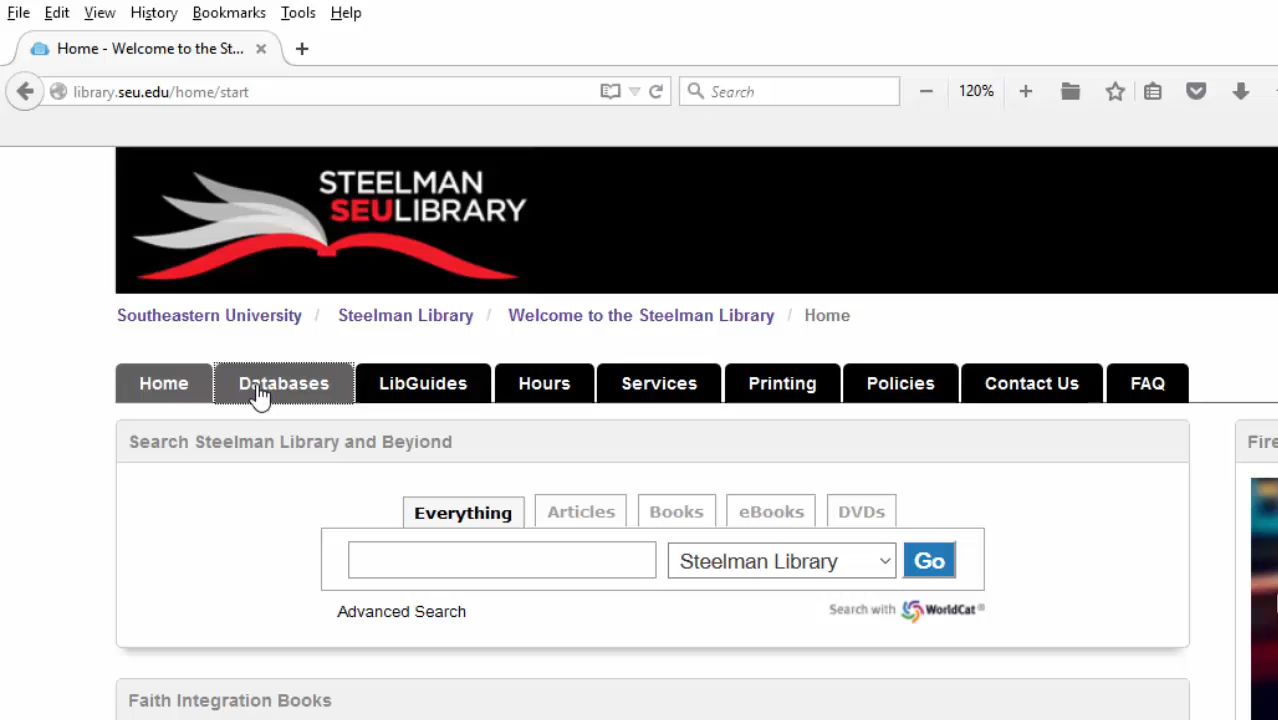 File Edit View History Bookmarks Tools Help
Home - Welcome to the St...
library.seu.edu/home/start
Search
120%
STEELMAN
SEULIBRARY
Southeastern University / Steelman Library / Welcome to the Steelman Library / Home
Home Databases LibGuides Hours Services Printing Policies Contact Us FAQ
Search Steelman Library and Beyiond
Fire
Everything Articles Books eBooks DVDs
Steelman Library Go
Advanced Search
Search with WorldCat®
Faith Integration Books